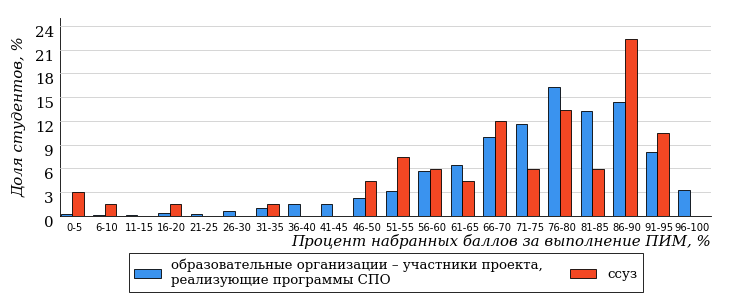 Доля студентов, %
24
21
18
15
12
9
6
3
0
0-5 6-10 11-15 16-20 21-25 26-30 31-35 36-40 41-45 46-50 51-55 56-60 61-65 66-70 71-75 76-80 81-85 86-90 91-95 96-100
Процент набранных баллов за выполнение ПИМ, %
образовательные организации – участники проекта,
реализующие программы СПО
ссуз